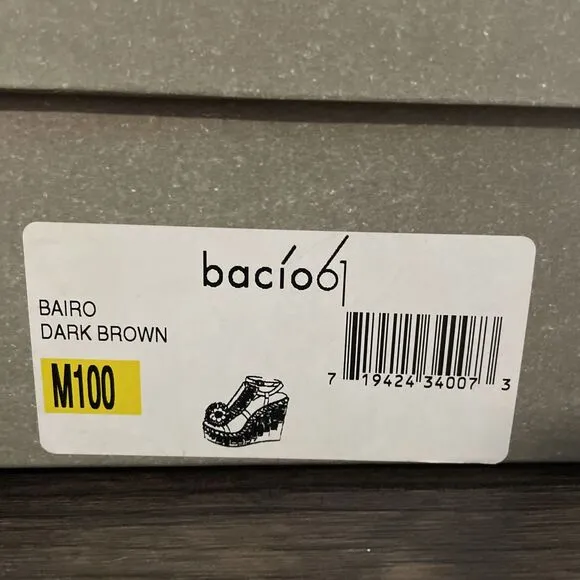 bacio61
BAIRO
DARK BROWN
M100
7 19424 34007 3